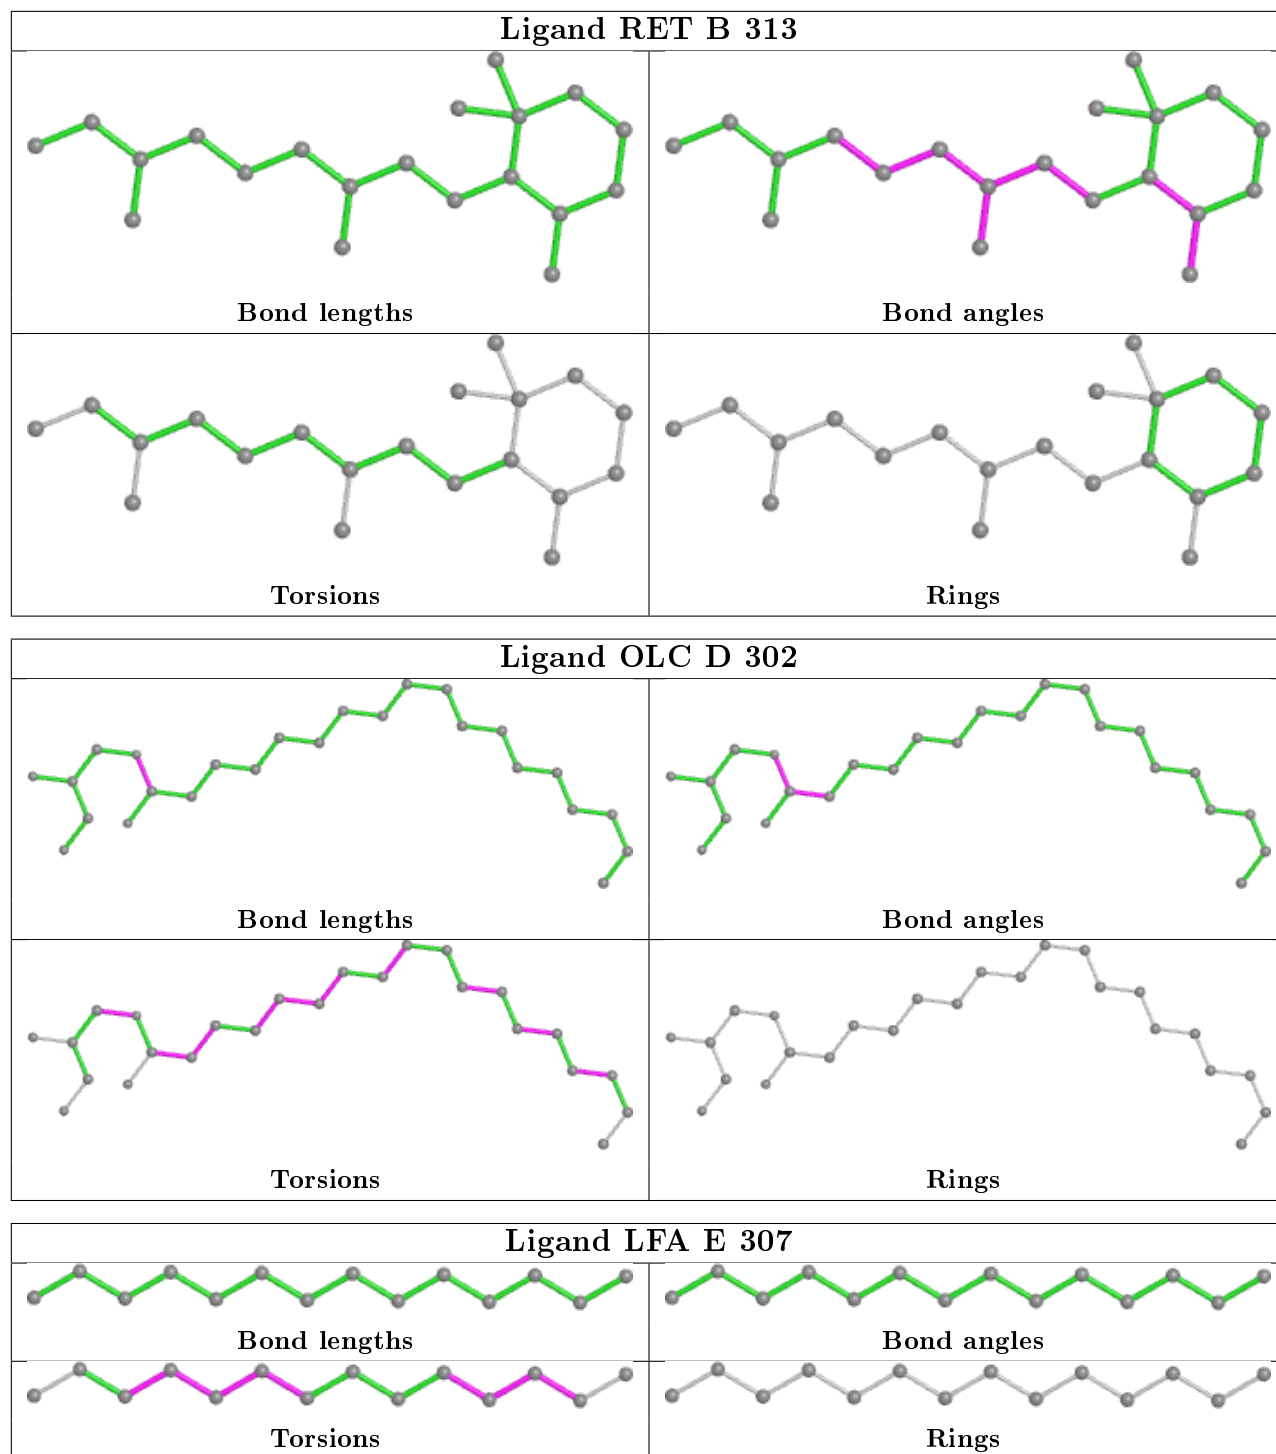 Ligand RET B 313
Bond lengths
Bond angles
Torsions
Rings
Ligand OLC D 302
Bond lengths
Bond angles
Torsions
Rings
Ligand LFA E 307
Bond lengths
Bond angles
Torsions
Rings